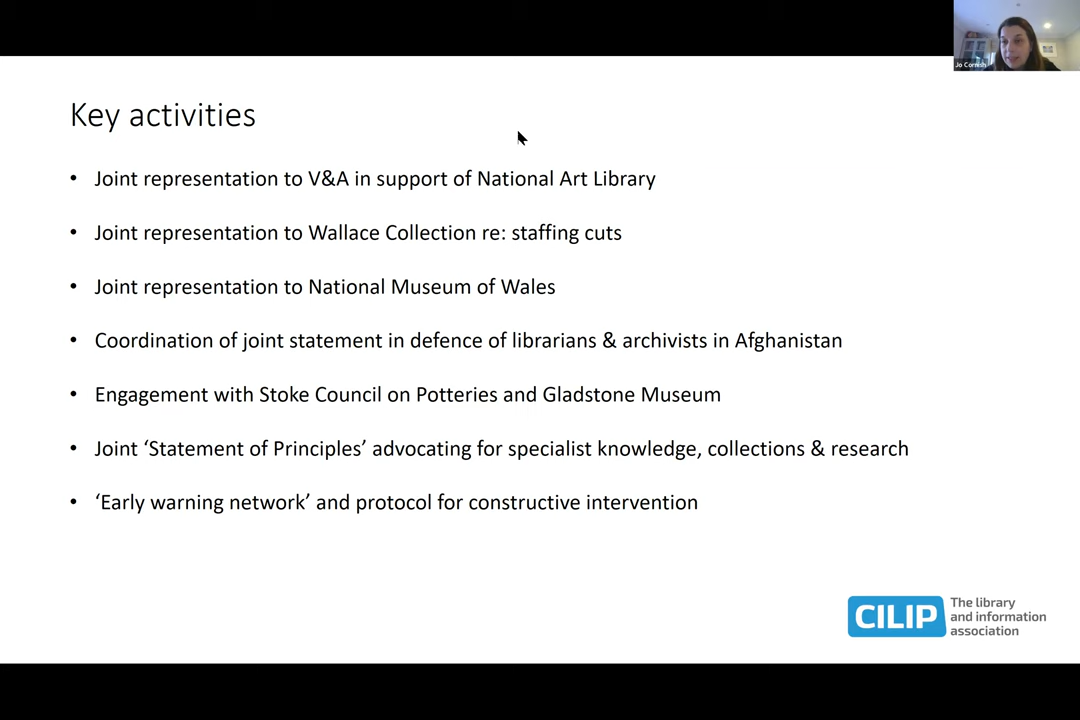 Jo Cornish
Key activities
• Joint representation to V&A in support of National Art Library
• Joint representation to Wallace Collection re: staffing cuts
• Joint representation to National Museum of Wales
• Coordination of joint statement in defence of librarians & archivists in Afghanistan
• Engagement with Stoke Council on Potteries and Gladstone Museum
• Joint ‘Statement of Principles’ advocating for specialist knowledge, collections & research
• ‘Early warning network’ and protocol for constructive intervention
CILIP
The library
and information
association